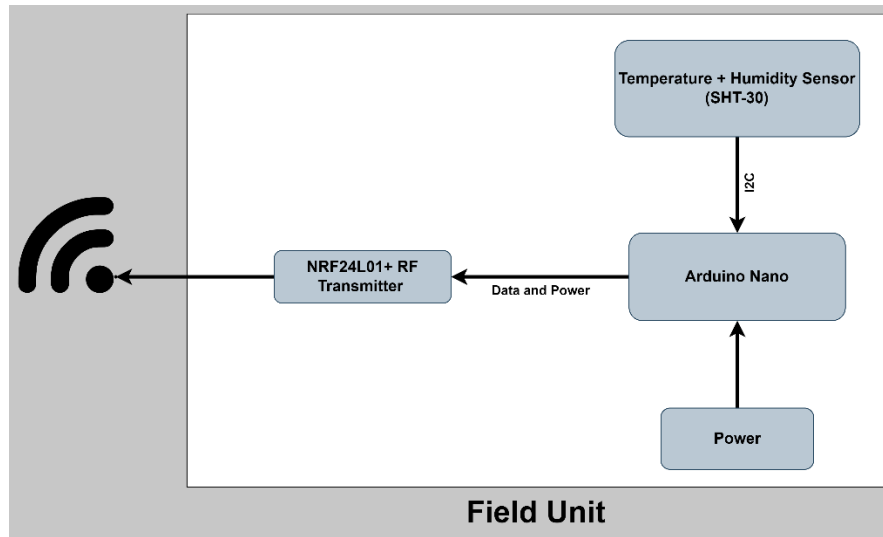 Temperature + Humidity Sensor
(SHT-30)
I2C
NRF24L01+ RF
Transmitter
Data and Power
Arduino Nano
Power
Field Unit